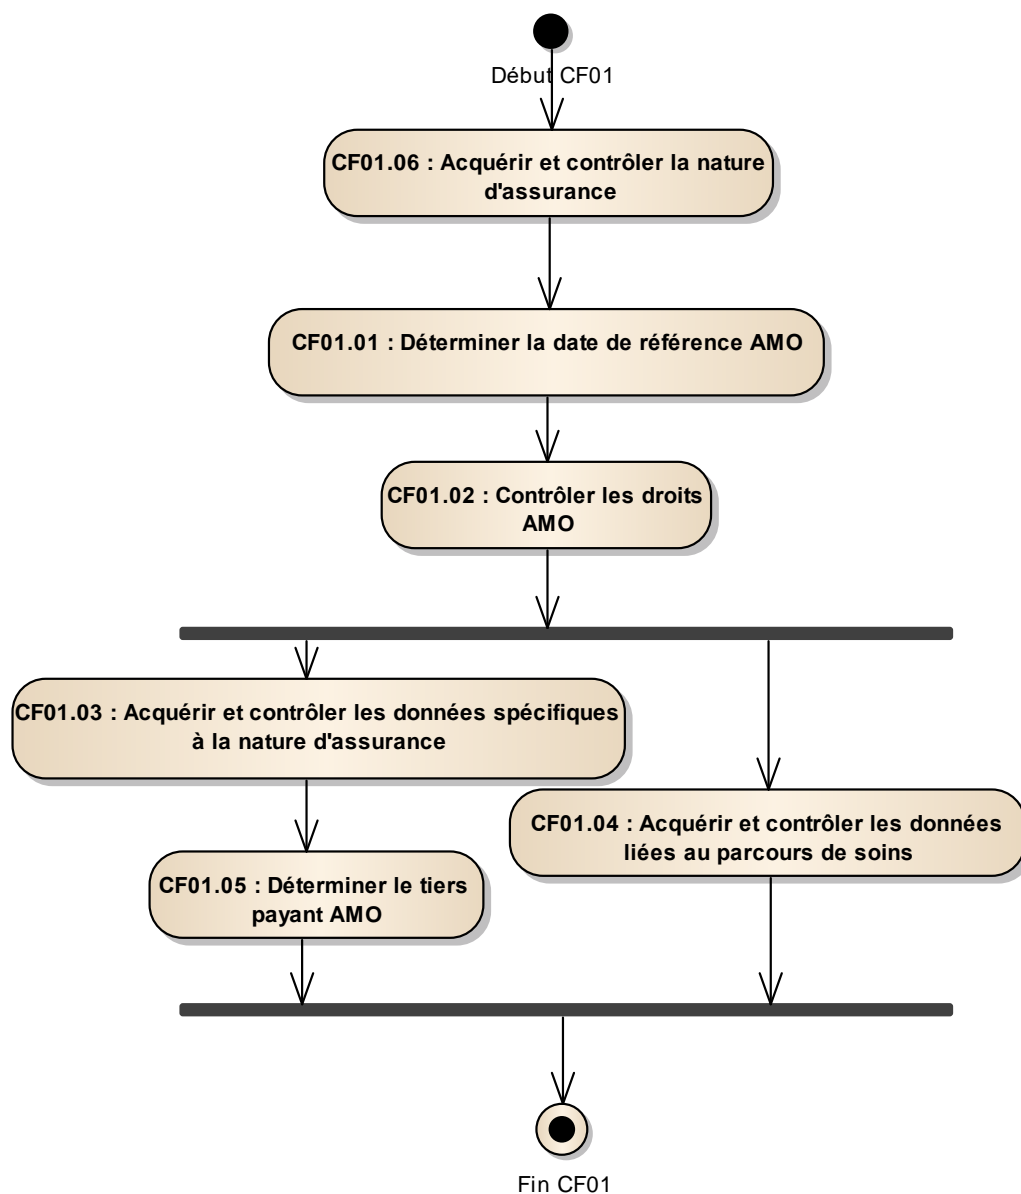 Début CF01
CF01.06 : Acquérir et contrôler la nature
d'assurance
CF01.01 : Déterminer la date de référence AMO
CF01.02 : Contrôler les droits
AMO
CF01.03 : Acquérir et contrôler les données spécifiques
à la nature d'assurance
CF01.04 : Acquérir et contrôler les données
liées au parcours de soins
CF01.05 : Déterminer le tiers
payant AMO
Fin CF01